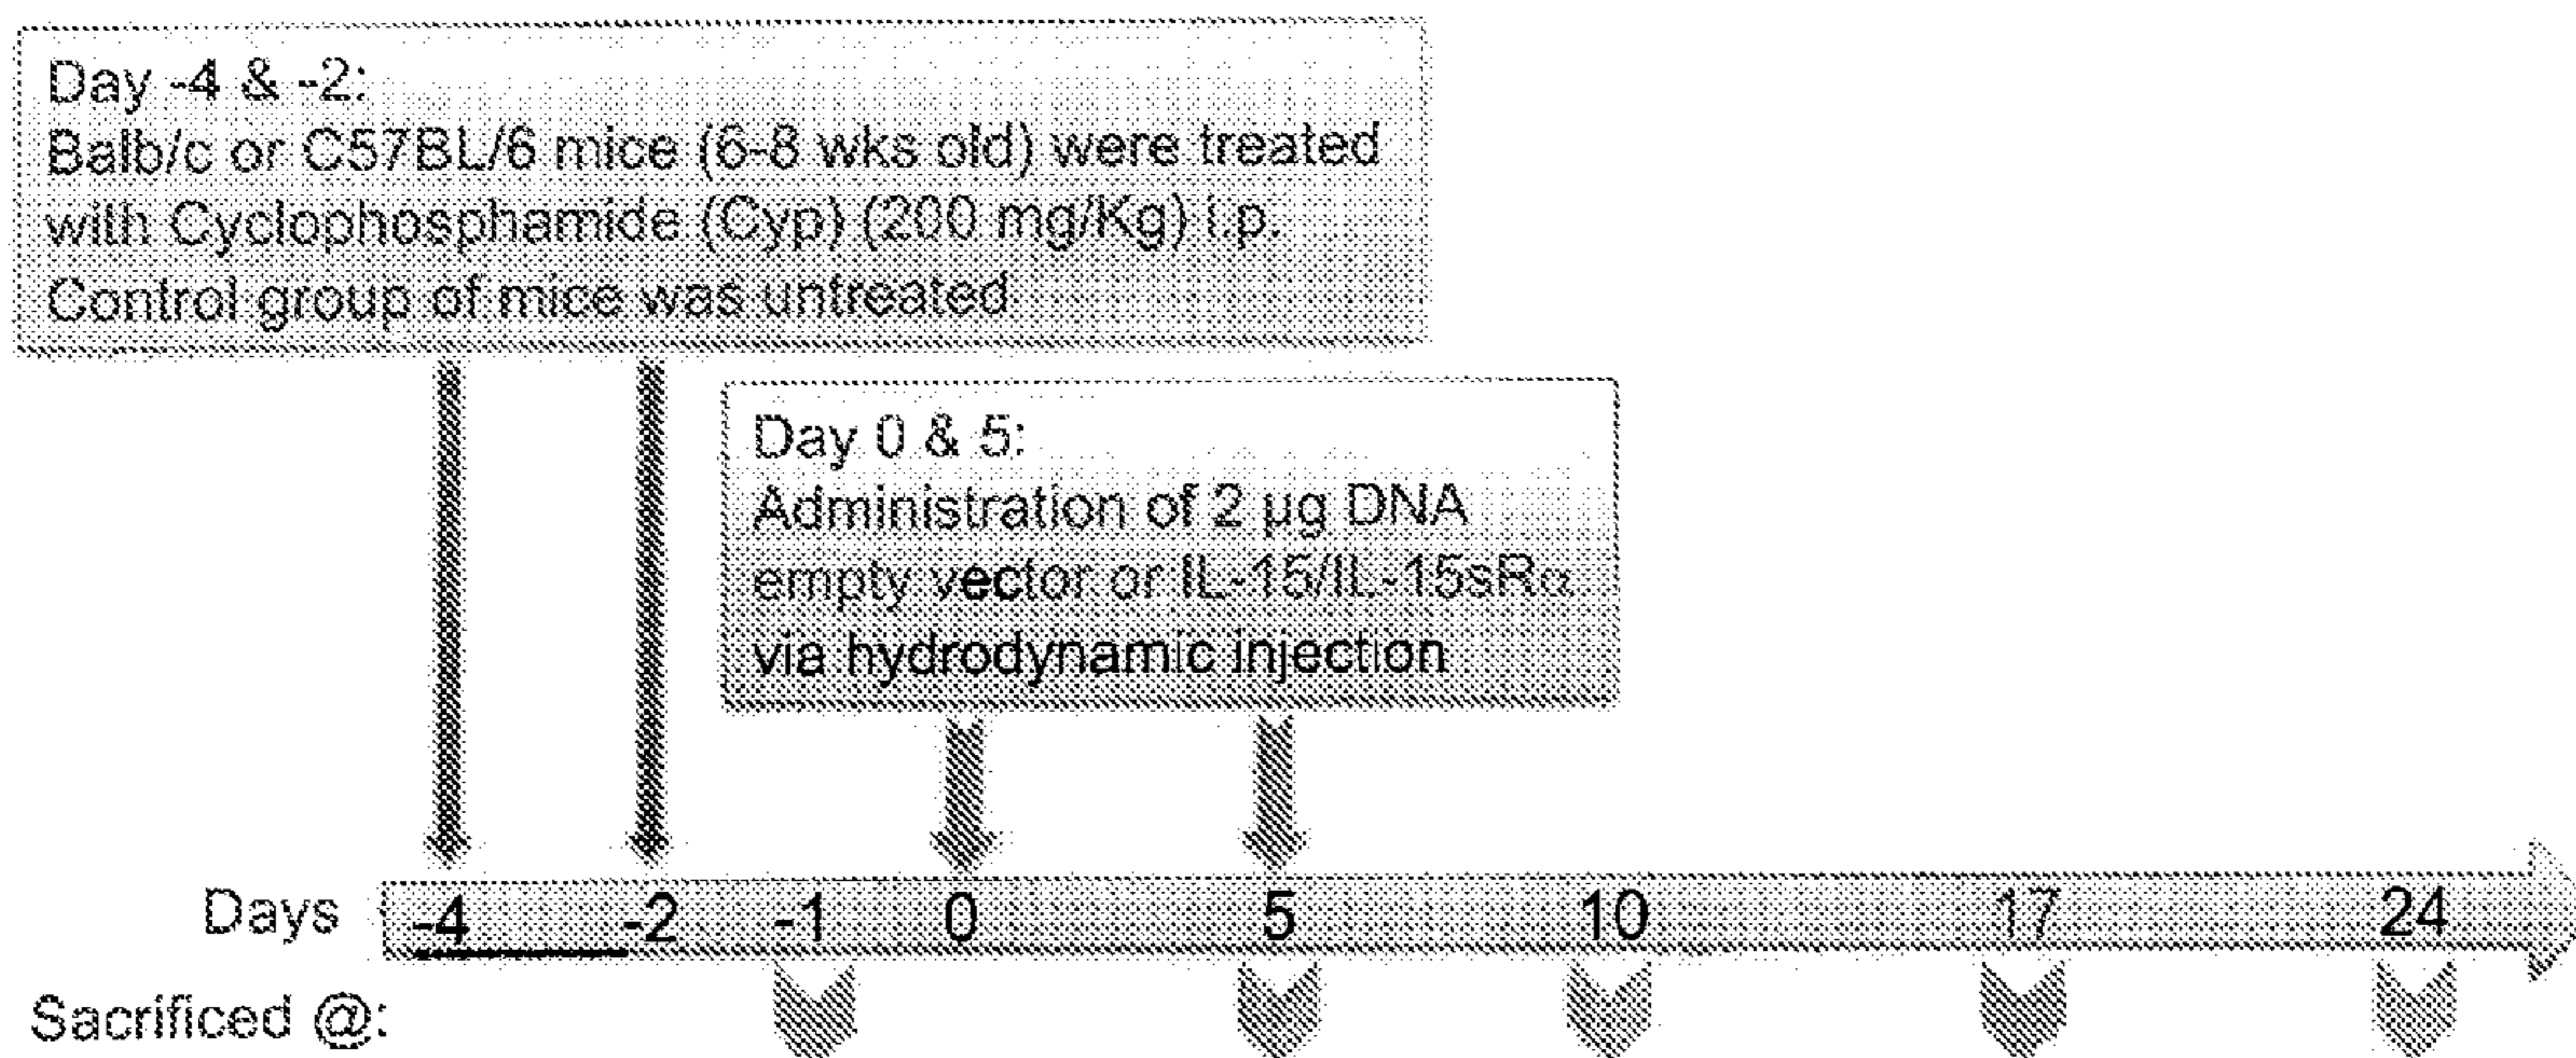 Day -4 & -2:
Balb/c or C57BL/6 mice (6-8 wks old) were treated
with Cyclophosphamide (Cyp) (200 mg/Kg) i.p.
Control group of mice was untreated
Day 0 & 5:
Administration of 2 µg DNA
empty vector or IL-15/IL-15sRα
via hydrodynamic injection
Days -4 -2 -1 0 5 10 17 24
Sacrificed @: